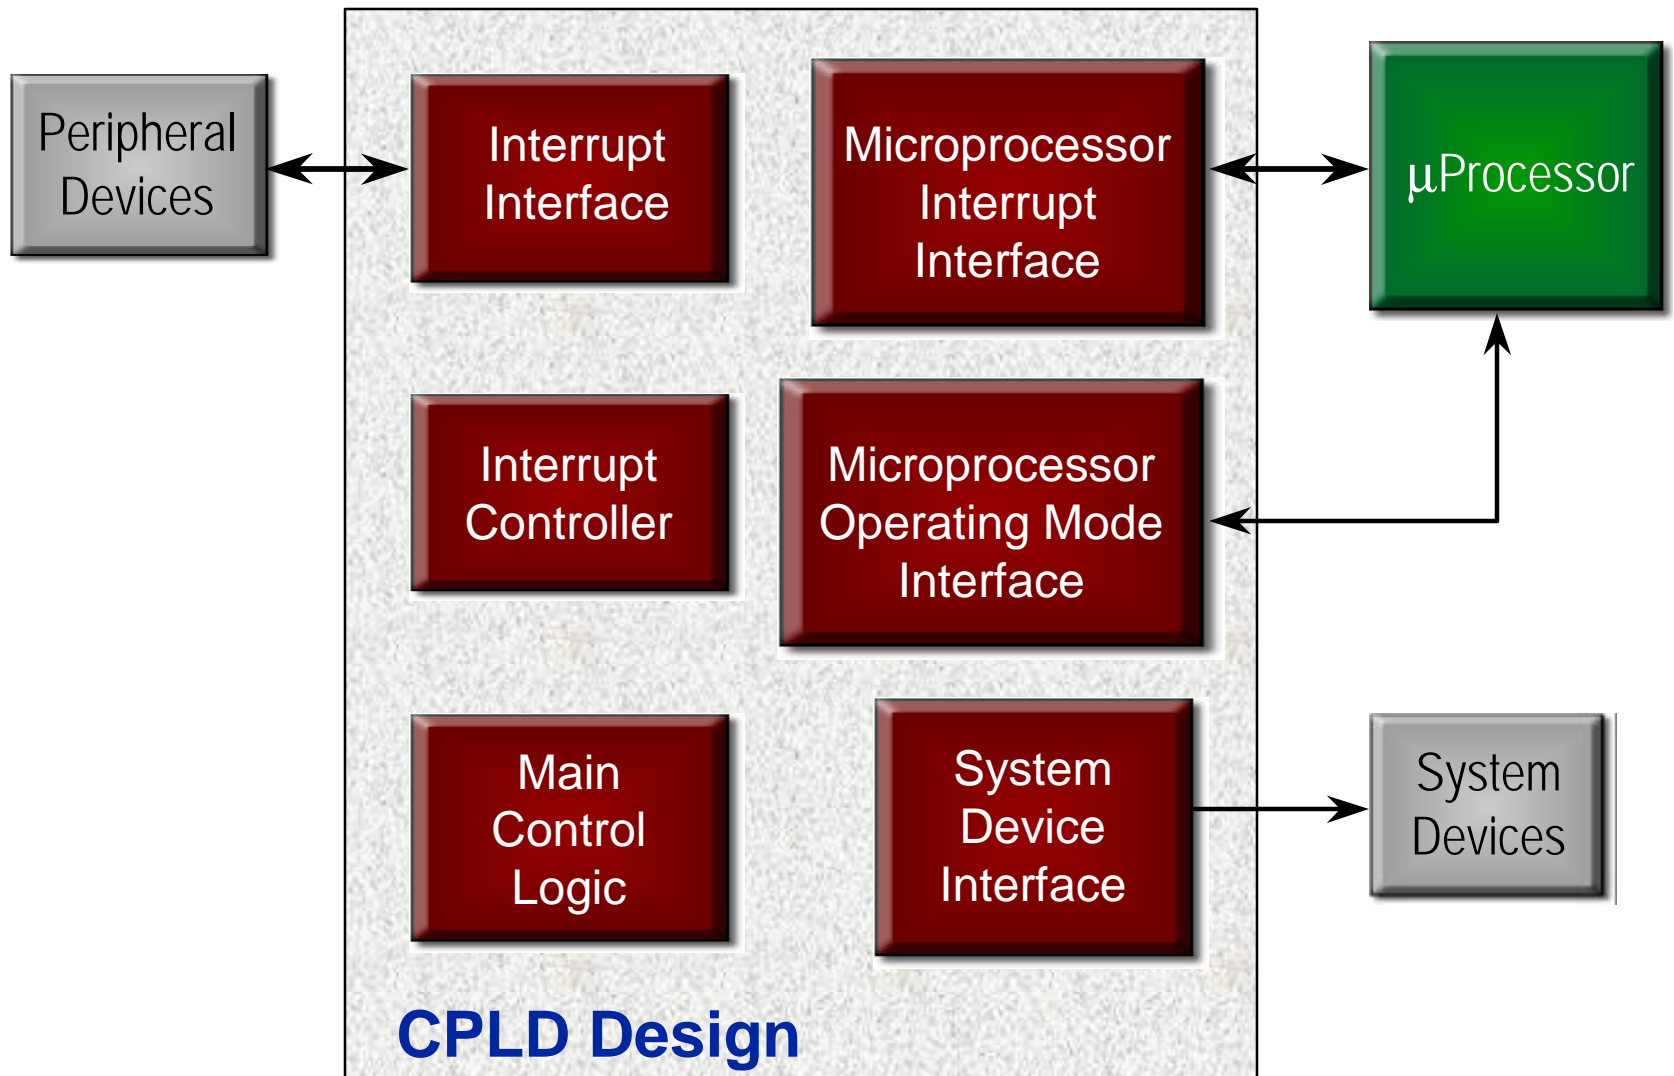 Peripheral
Devices
Interrupt
Interface
Microprocessor
Interrupt
Interface
μProcessor
Interrupt
Controller
Microprocessor
Operating Mode
Interface
Main
Control
Logic
System
Device
Interface
System
Devices
CPLD Design